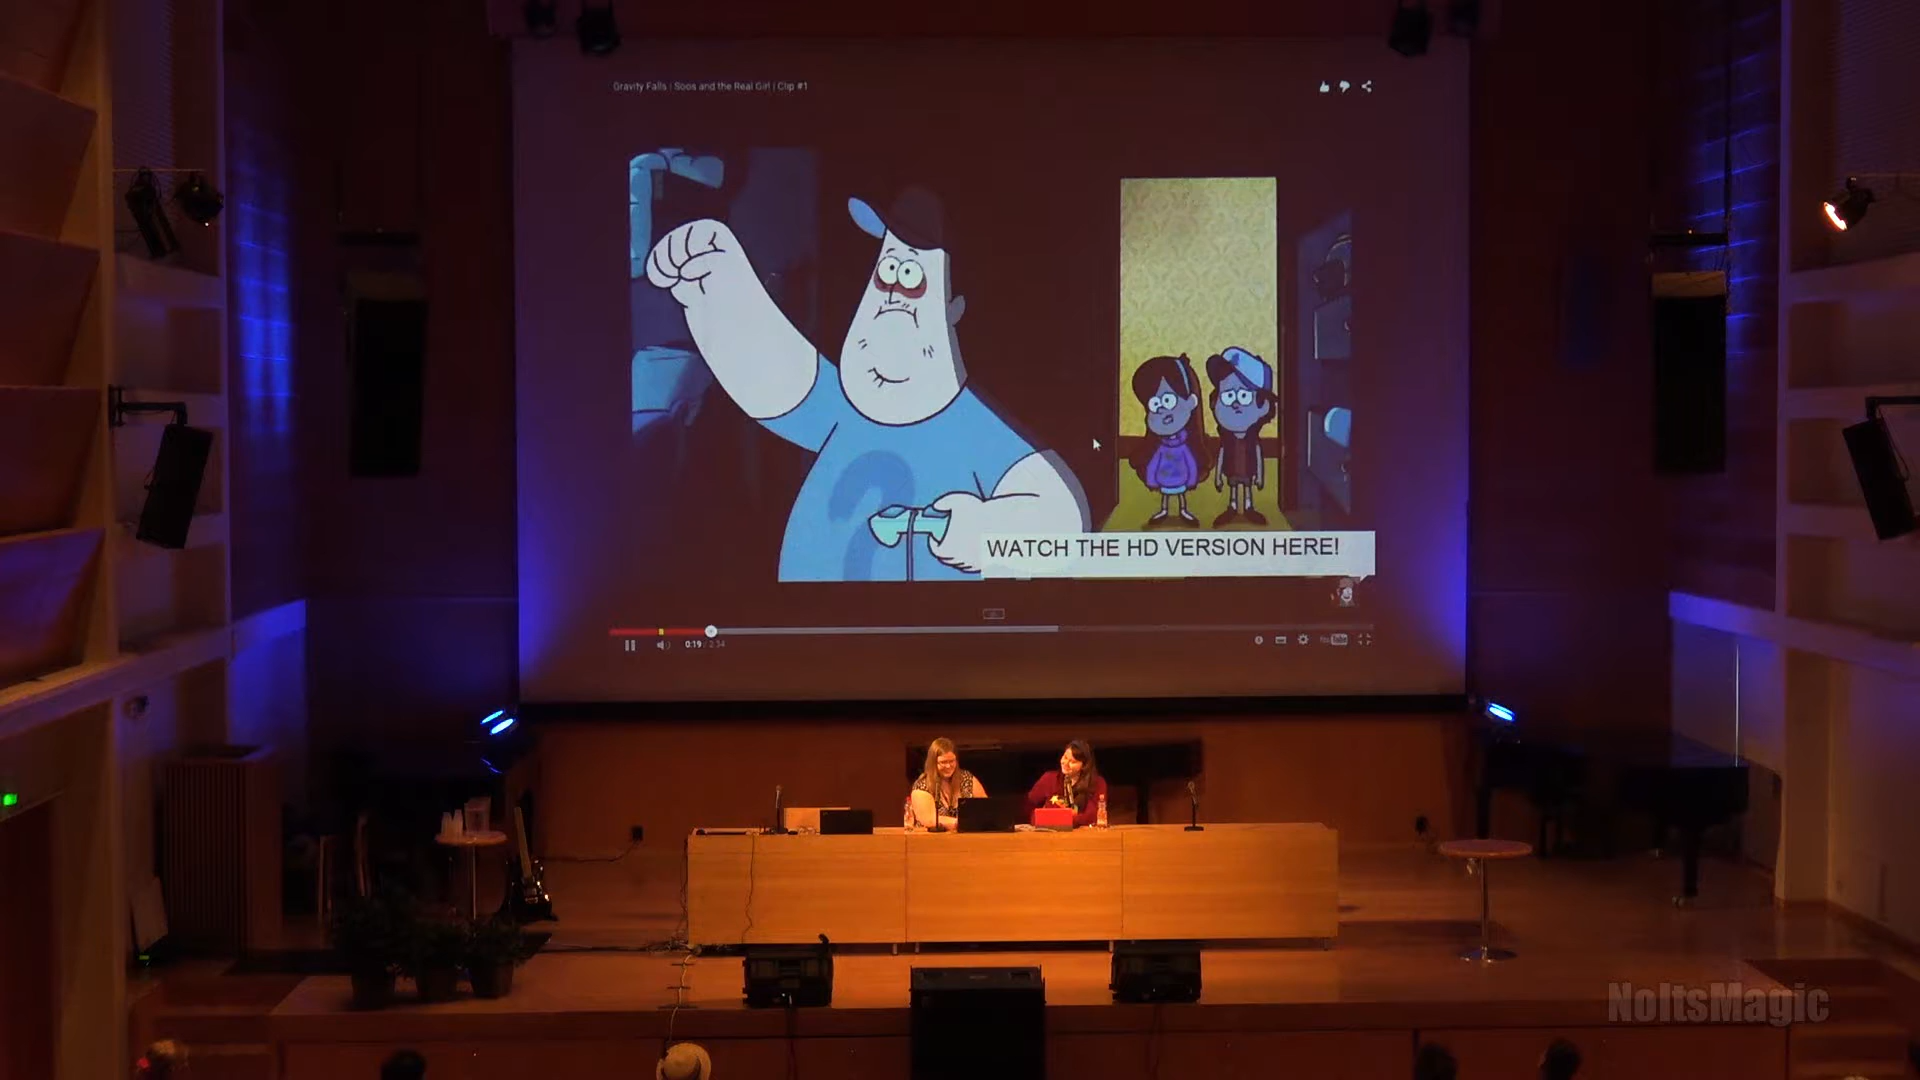 Gravity Falls | Soos and the Real Girl | Clip #1
WATCH THE HD VERSION HERE!
0:19 / 2:34
YouTube
NoItsMagic